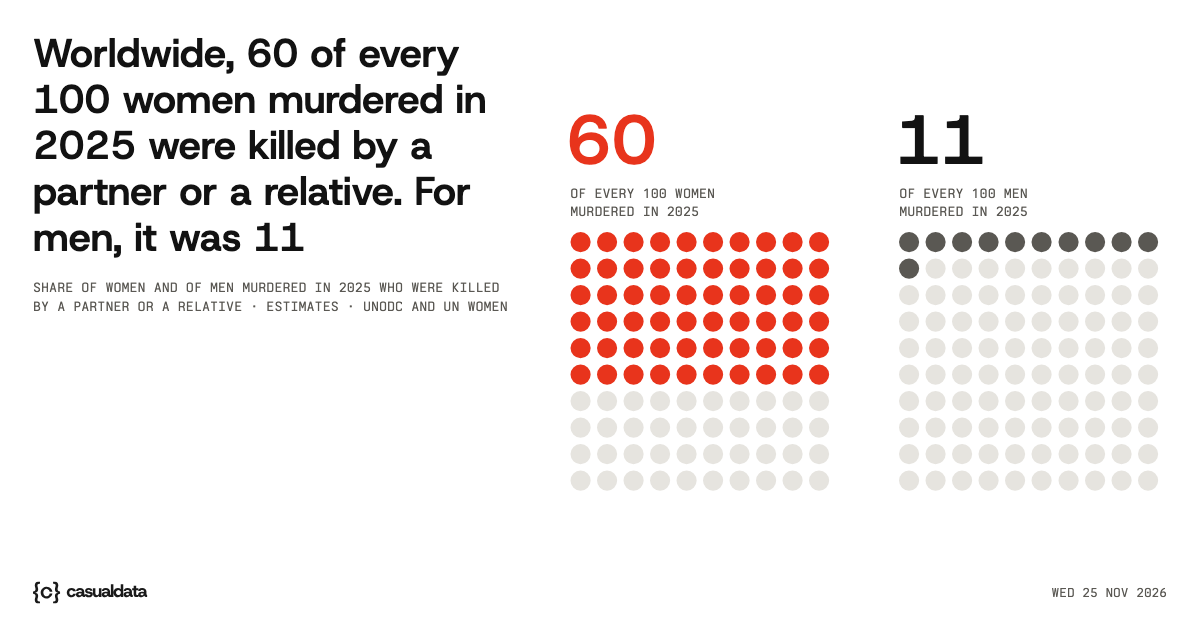 Worldwide, 60 of every
100 women murdered in
2025 were killed by a
partner or a relative. For
men, it was 11
SHARE OF WOMEN AND OF MEN MURDERED IN 2025 WHO WERE KILLED
BY A PARTNER OR A RELATIVE · ESTIMATES · UNODC AND UN WOMEN
60
OF EVERY 100 WOMEN
MURDERED IN 2025
11
OF EVERY 100 MEN
MURDERED IN 2025
{c} casualdata
WED 25 NOV 2026